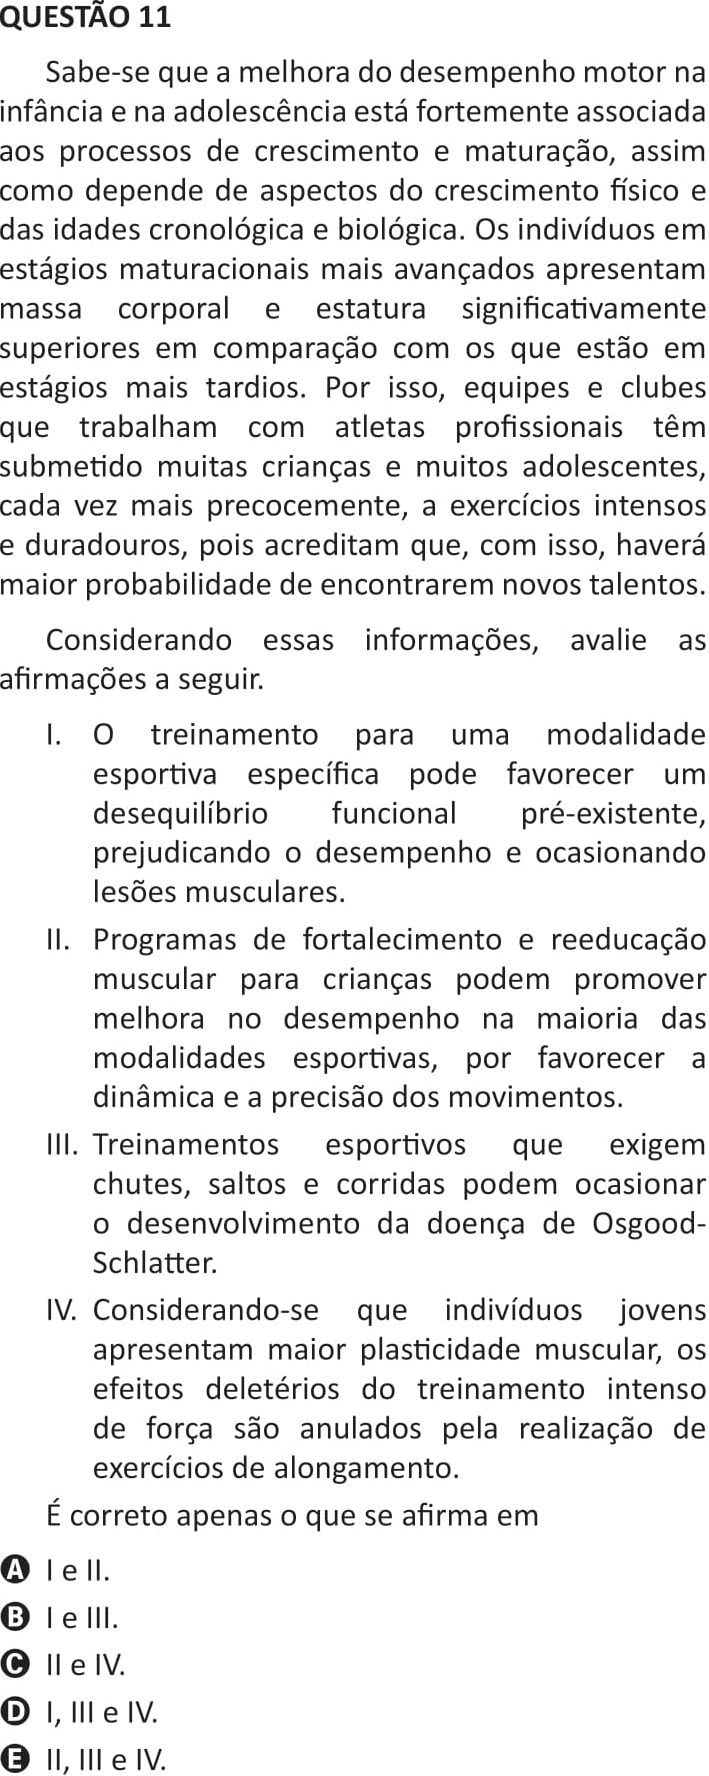 QUESTÃO 11
Sabe-se que a melhora do desempenho motor na
infância e na adolescência está fortemente associada
aos processos de crescimento e maturação, assim
como depende de aspectos do crescimento físico e
das idades cronológica e biológica. Os indivíduos em
estágios maturacionais mais avançados apresentam
massa corporal e estatura significativamente
superiores em comparação com os que estão em
estágios mais tardios. Por isso, equipes e clubes
que trabalham com atletas profissionais têm
submetido muitas crianças e muitos adolescentes,
cada vez mais precocemente, a exercícios intensos
e duradouros, pois acreditam que, com isso, haverá
maior probabilidade de encontrarem novos talentos.
Considerando essas informações, avalie as
afirmações a seguir.
I. O treinamento para uma modalidade
esportiva específica pode favorecer um
desequilíbrio funcional pré-existente,
prejudicando o desempenho e ocasionando
lesões musculares.
II. Programas de fortalecimento e reeducação
muscular para crianças podem promover
melhora no desempenho na maioria das
modalidades esportivas, por favorecer a
dinâmica e a precisão dos movimentos.
III. Treinamentos esportivos que exigem
chutes, saltos e corridas podem ocasionar
o desenvolvimento da doença de Osgood-
Schlatter.
IV. Considerando-se que indivíduos jovens
apresentam maior plasticidade muscular, os
efeitos deletérios do treinamento intenso
de força são anulados pela realização de
exercícios de alongamento.
É correto apenas o que se afirma em
A I e II.
B I e III.
C II e IV.
D I, III e IV.
E II, III e IV.